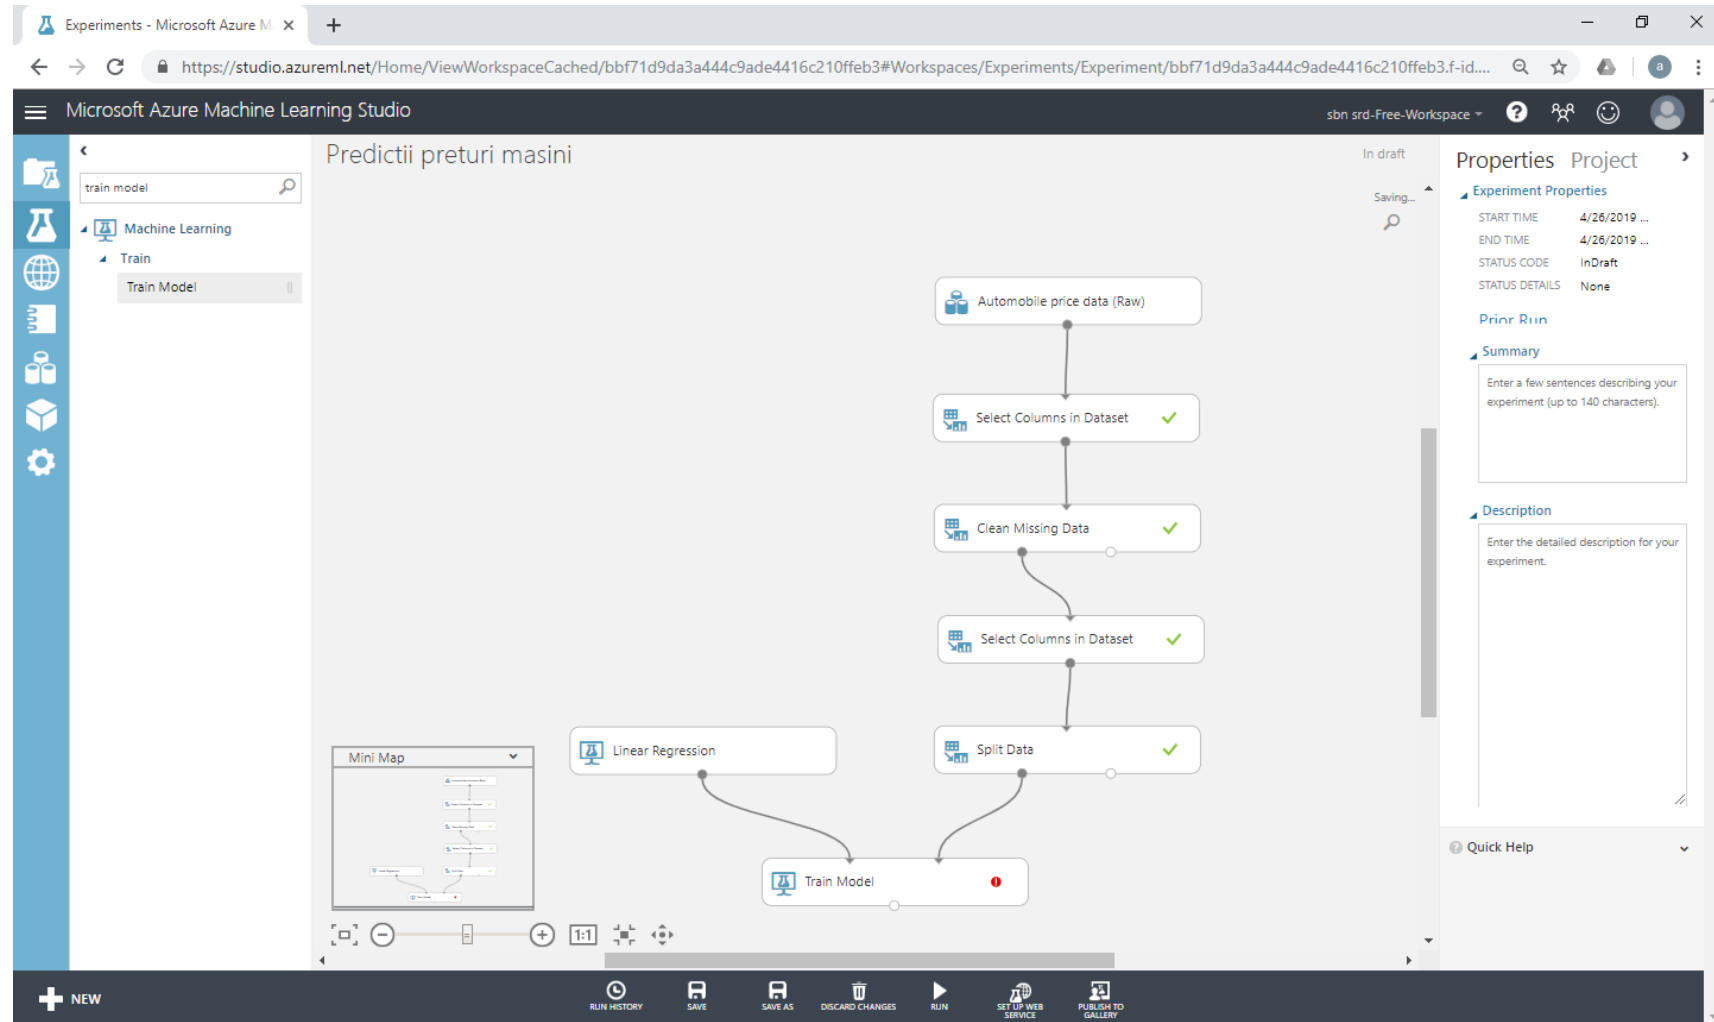 Experiments - Microsoft Azure M
https://studio.azureml.net/Home/ViewWorkspaceCached/bbf71d9da3a444c9ade4416c210ffeb3#Workspaces/Experiments/Experiment/bbf71d9da3a444c9ade4416c210ffeb3.f-id....
a
Microsoft Azure Machine Learning Studio
sbn srd-Free-Workspace
train model
Machine Learning
Train
Train Model
Predictii preturi masini
In draft
Saving...
Automobile price data (Raw)
Select Columns in Dataset
Clean Missing Data
Select Columns in Dataset
Linear Regression
Split Data
Train Model
Mini Map
1:1
Properties Project
Experiment Properties
START TIME 4/26/2019 ...
END TIME 4/26/2019 ...
STATUS CODE InDraft
STATUS DETAILS None
Prior Run
Summary
Enter a few sentences describing your
experiment (up to 140 characters).
Description
Enter the detailed description for your
experiment.
Quick Help
NEW
RUN HISTORY
SAVE
SAVE AS
DISCARD CHANGES
RUN
SET UP WEB
SERVICE
PUBLISH TO
GALLERY